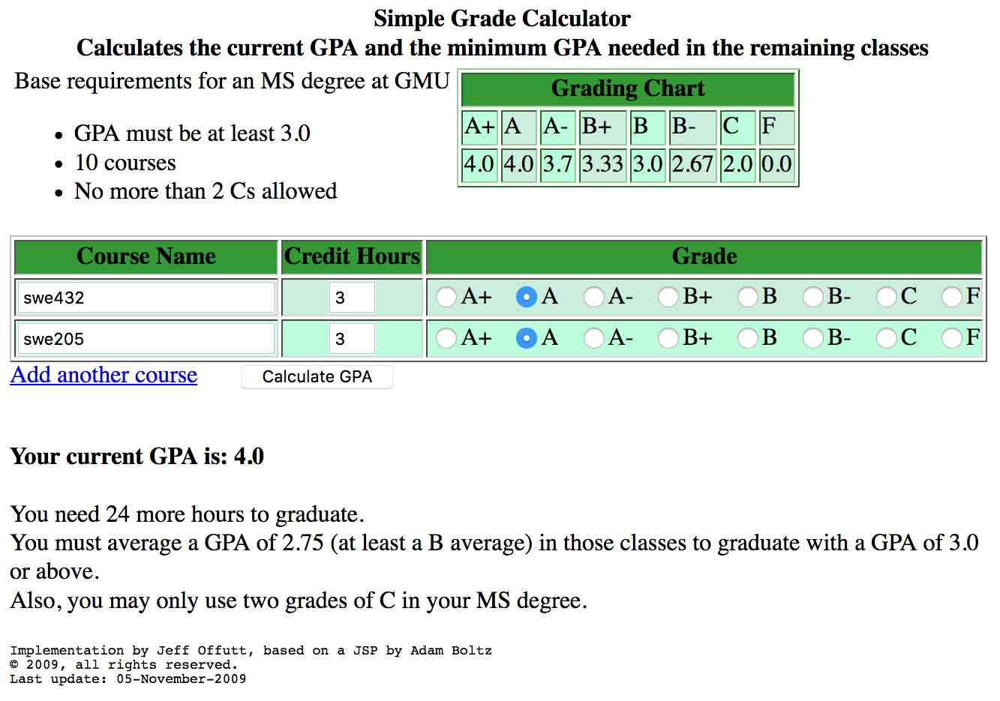 Simple Grade Calculator
Calculates the current GPA and the minimum GPA needed in the remaining classes
Base requirements for an MS degree at GMU
• GPA must be at least 3.0
• 10 courses
• No more than 2 Cs allowed
Grading Chart
A+ A A- B+ B B- C F
4.0 4.0 3.7 3.33 3.0 2.67 2.0 0.0
Course Name Credit Hours Grade
swe432 3 A+ A A- B+ B B- C F
swe205 3 A+ A A- B+ B B- C F
Add another course Calculate GPA
Your current GPA is: 4.0
You need 24 more hours to graduate.
You must average a GPA of 2.75 (at least a B average) in those classes to graduate with a GPA of 3.0
or above.
Also, you may only use two grades of C in your MS degree.
Implementation by Jeff Offutt, based on a JSP by Adam Boltz
© 2009, all rights reserved.
Last update: 05-November-2009